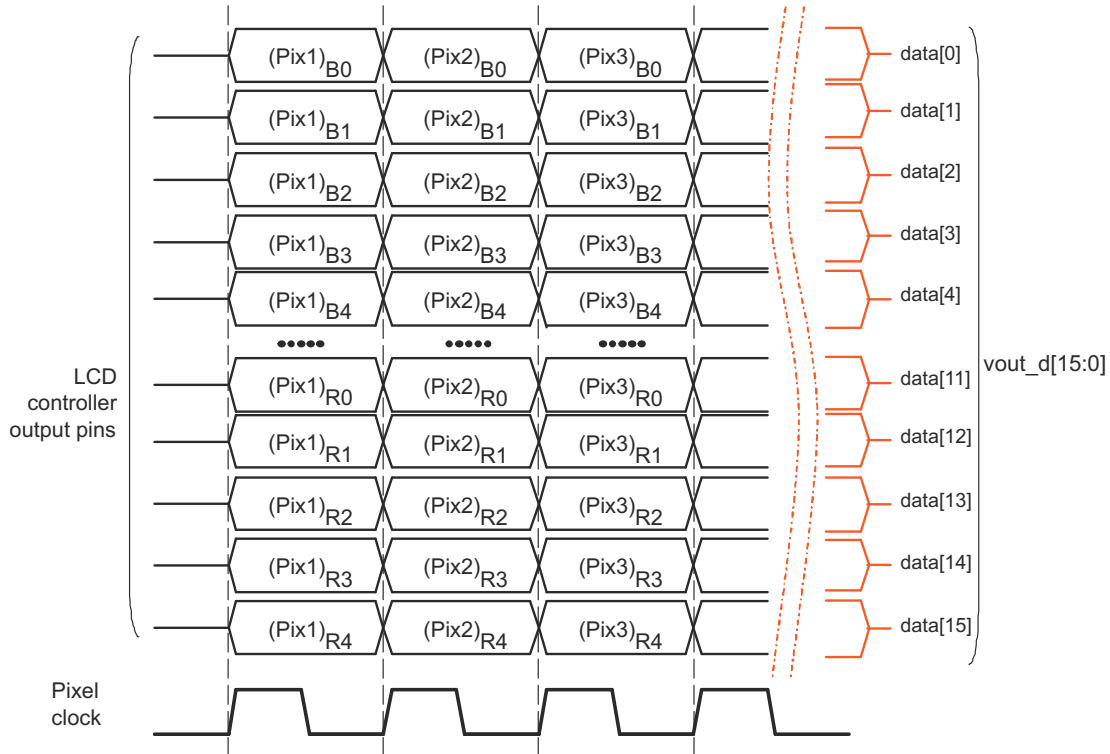 (Pix1)B0 (Pix2)B0 (Pix3)B0 data[0]
(Pix1)B1 (Pix2)B1 (Pix3)B1 data[1]
(Pix1)B2 (Pix2)B2 (Pix3)B2 data[2]
(Pix1)B3 (Pix2)B3 (Pix3)B3 data[3]
(Pix1)B4 (Pix2)B4 (Pix3)B4 data[4]
LCD
controller
output pins
(Pix1)R0 (Pix2)R0 (Pix3)R0 data[11]
vout_d[15:0]
(Pix1)R1 (Pix2)R1 (Pix3)R1 data[12]
(Pix1)R2 (Pix2)R2 (Pix3)R2 data[13]
(Pix1)R3 (Pix2)R3 (Pix3)R3 data[14]
(Pix1)R4 (Pix2)R4 (Pix3)R4 data[15]
Pixel
clock